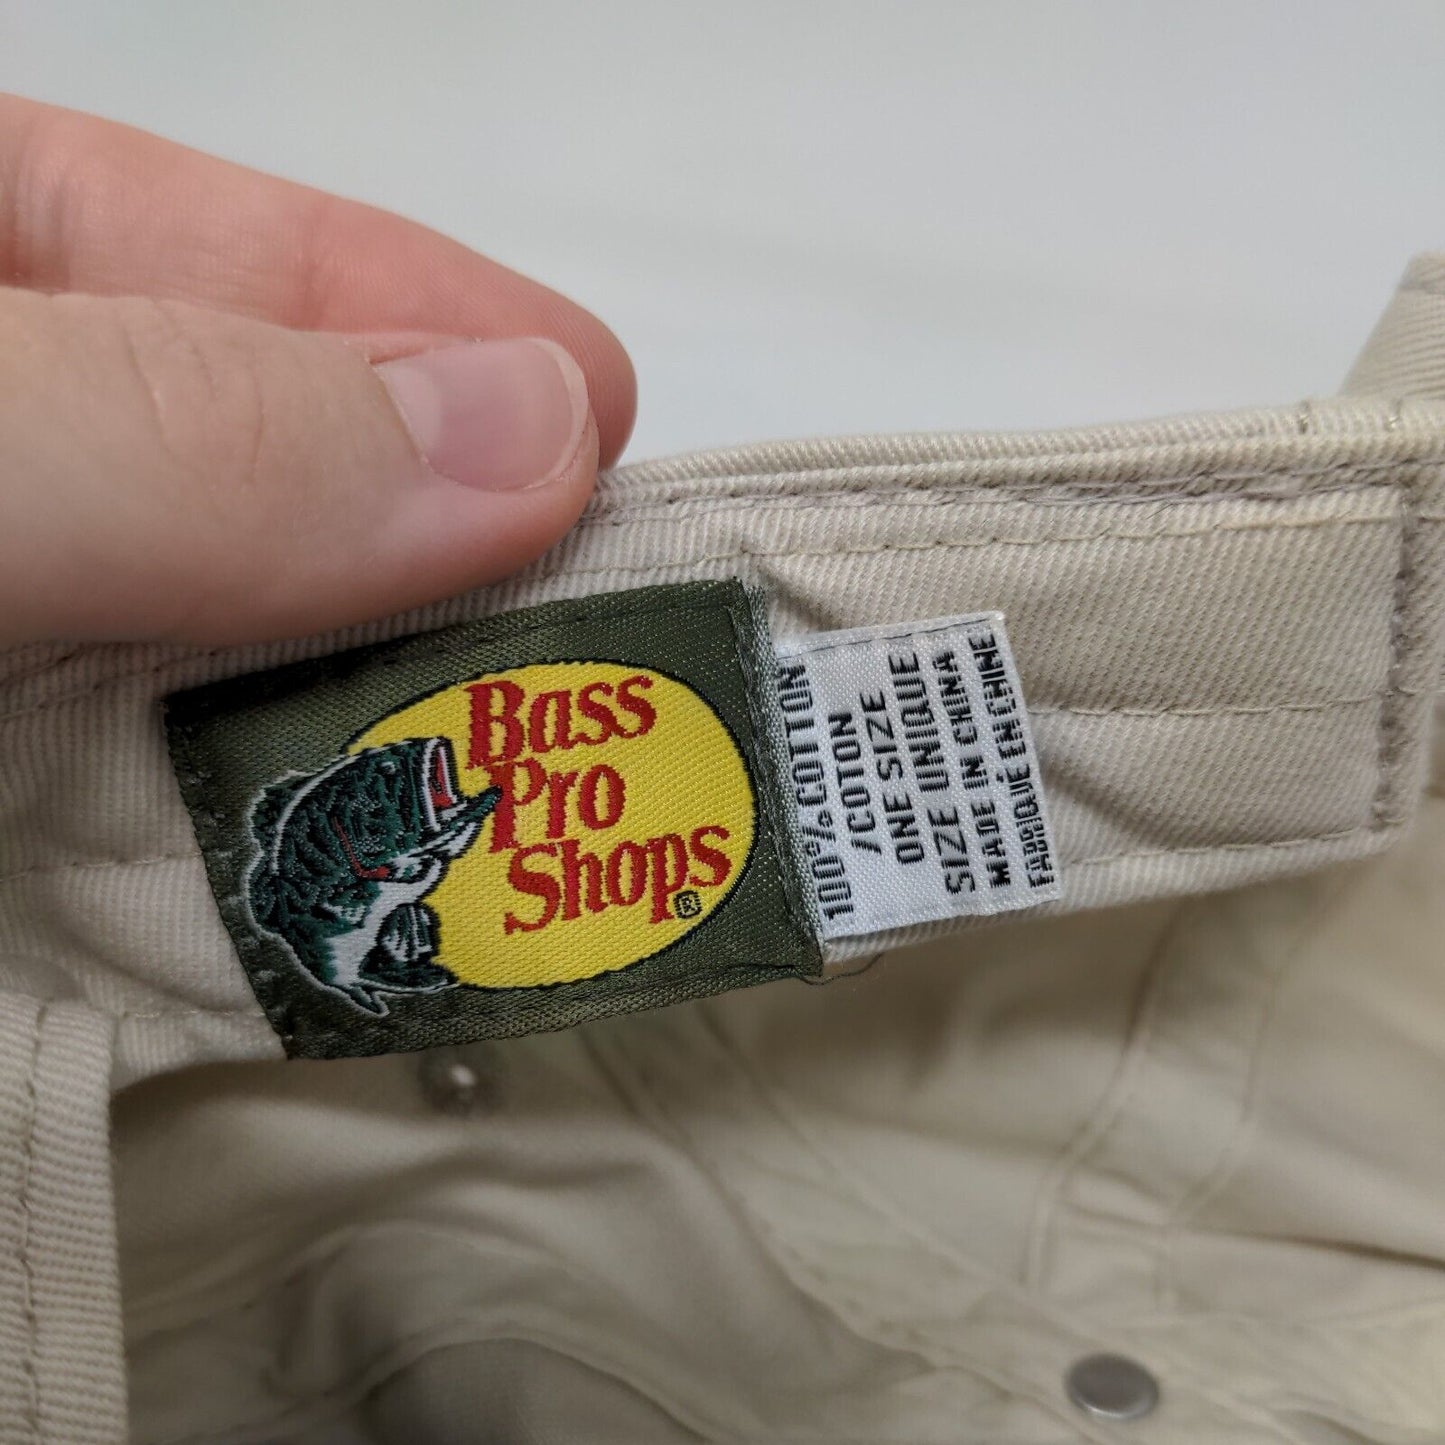 Bass
Pro
Shops®
100% COTTON
/COTON
ONE SIZE
SIZE UNIQUE
MADE IN CHINA
FABRIQUÉ EN CHINE